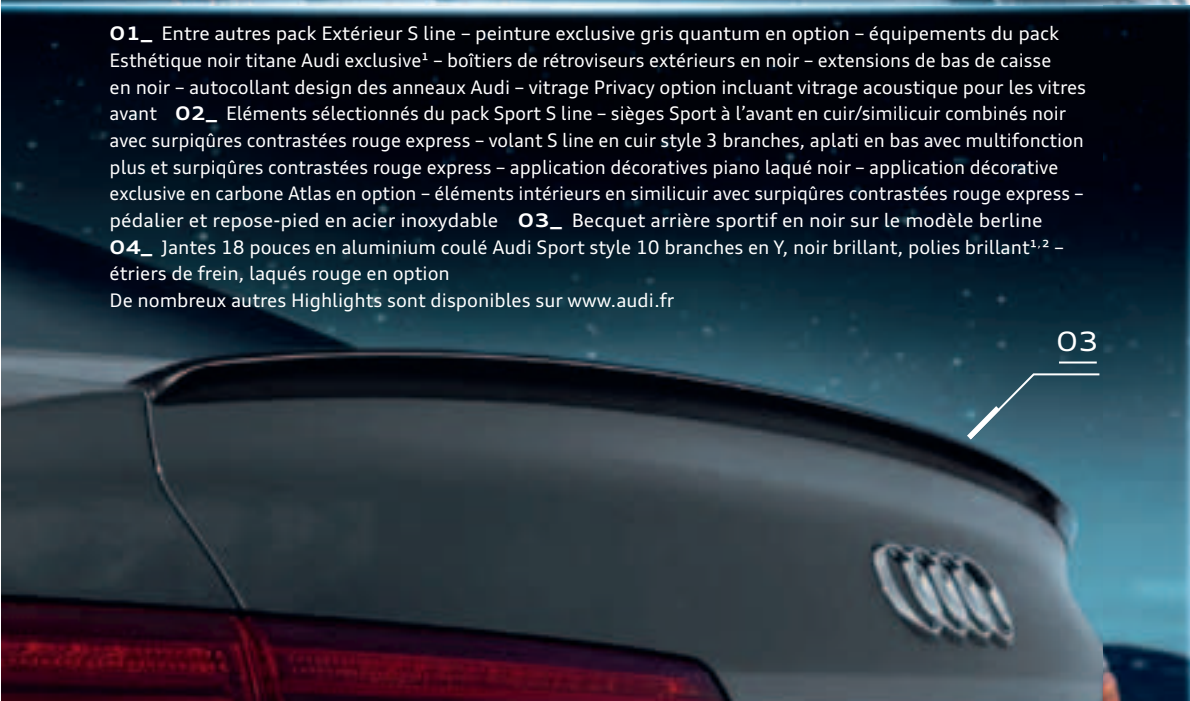 01_ Entre autres pack Extérieur S line – peinture exclusive gris quantum en option – équipements du pack
Esthétique noir titane Audi exclusive¹ – boîtiers de rétroviseurs extérieurs en noir – extensions de bas de caisse
en noir – autocollant design des anneaux Audi – vitrage Privacy option incluant vitrage acoustique pour les vitres
avant 02_ Eléments sélectionnés du pack Sport S line – sièges Sport à l’avant en cuir/similicuir combinés noir
avec surpiqûres contrastées rouge express – volant S line en cuir style 3 branches, aplati en bas avec multifonction
plus et surpiqûres contrastées rouge express – application décoratives piano laqué noir – application décorative
exclusive en carbone Atlas en option – éléments intérieurs en similicuir avec surpiqûres contrastées rouge express –
pédalier et repose-pied en acier inoxydable 03_ Becquet arrière sportif en noir sur le modèle berline
04_ Jantes 18 pouces en aluminium coulé Audi Sport style 10 branches en Y, noir brillant, polies brillant¹,² –
étriers de frein, laqués rouge en option
De nombreux autres Highlights sont disponibles sur www.audi.fr
03